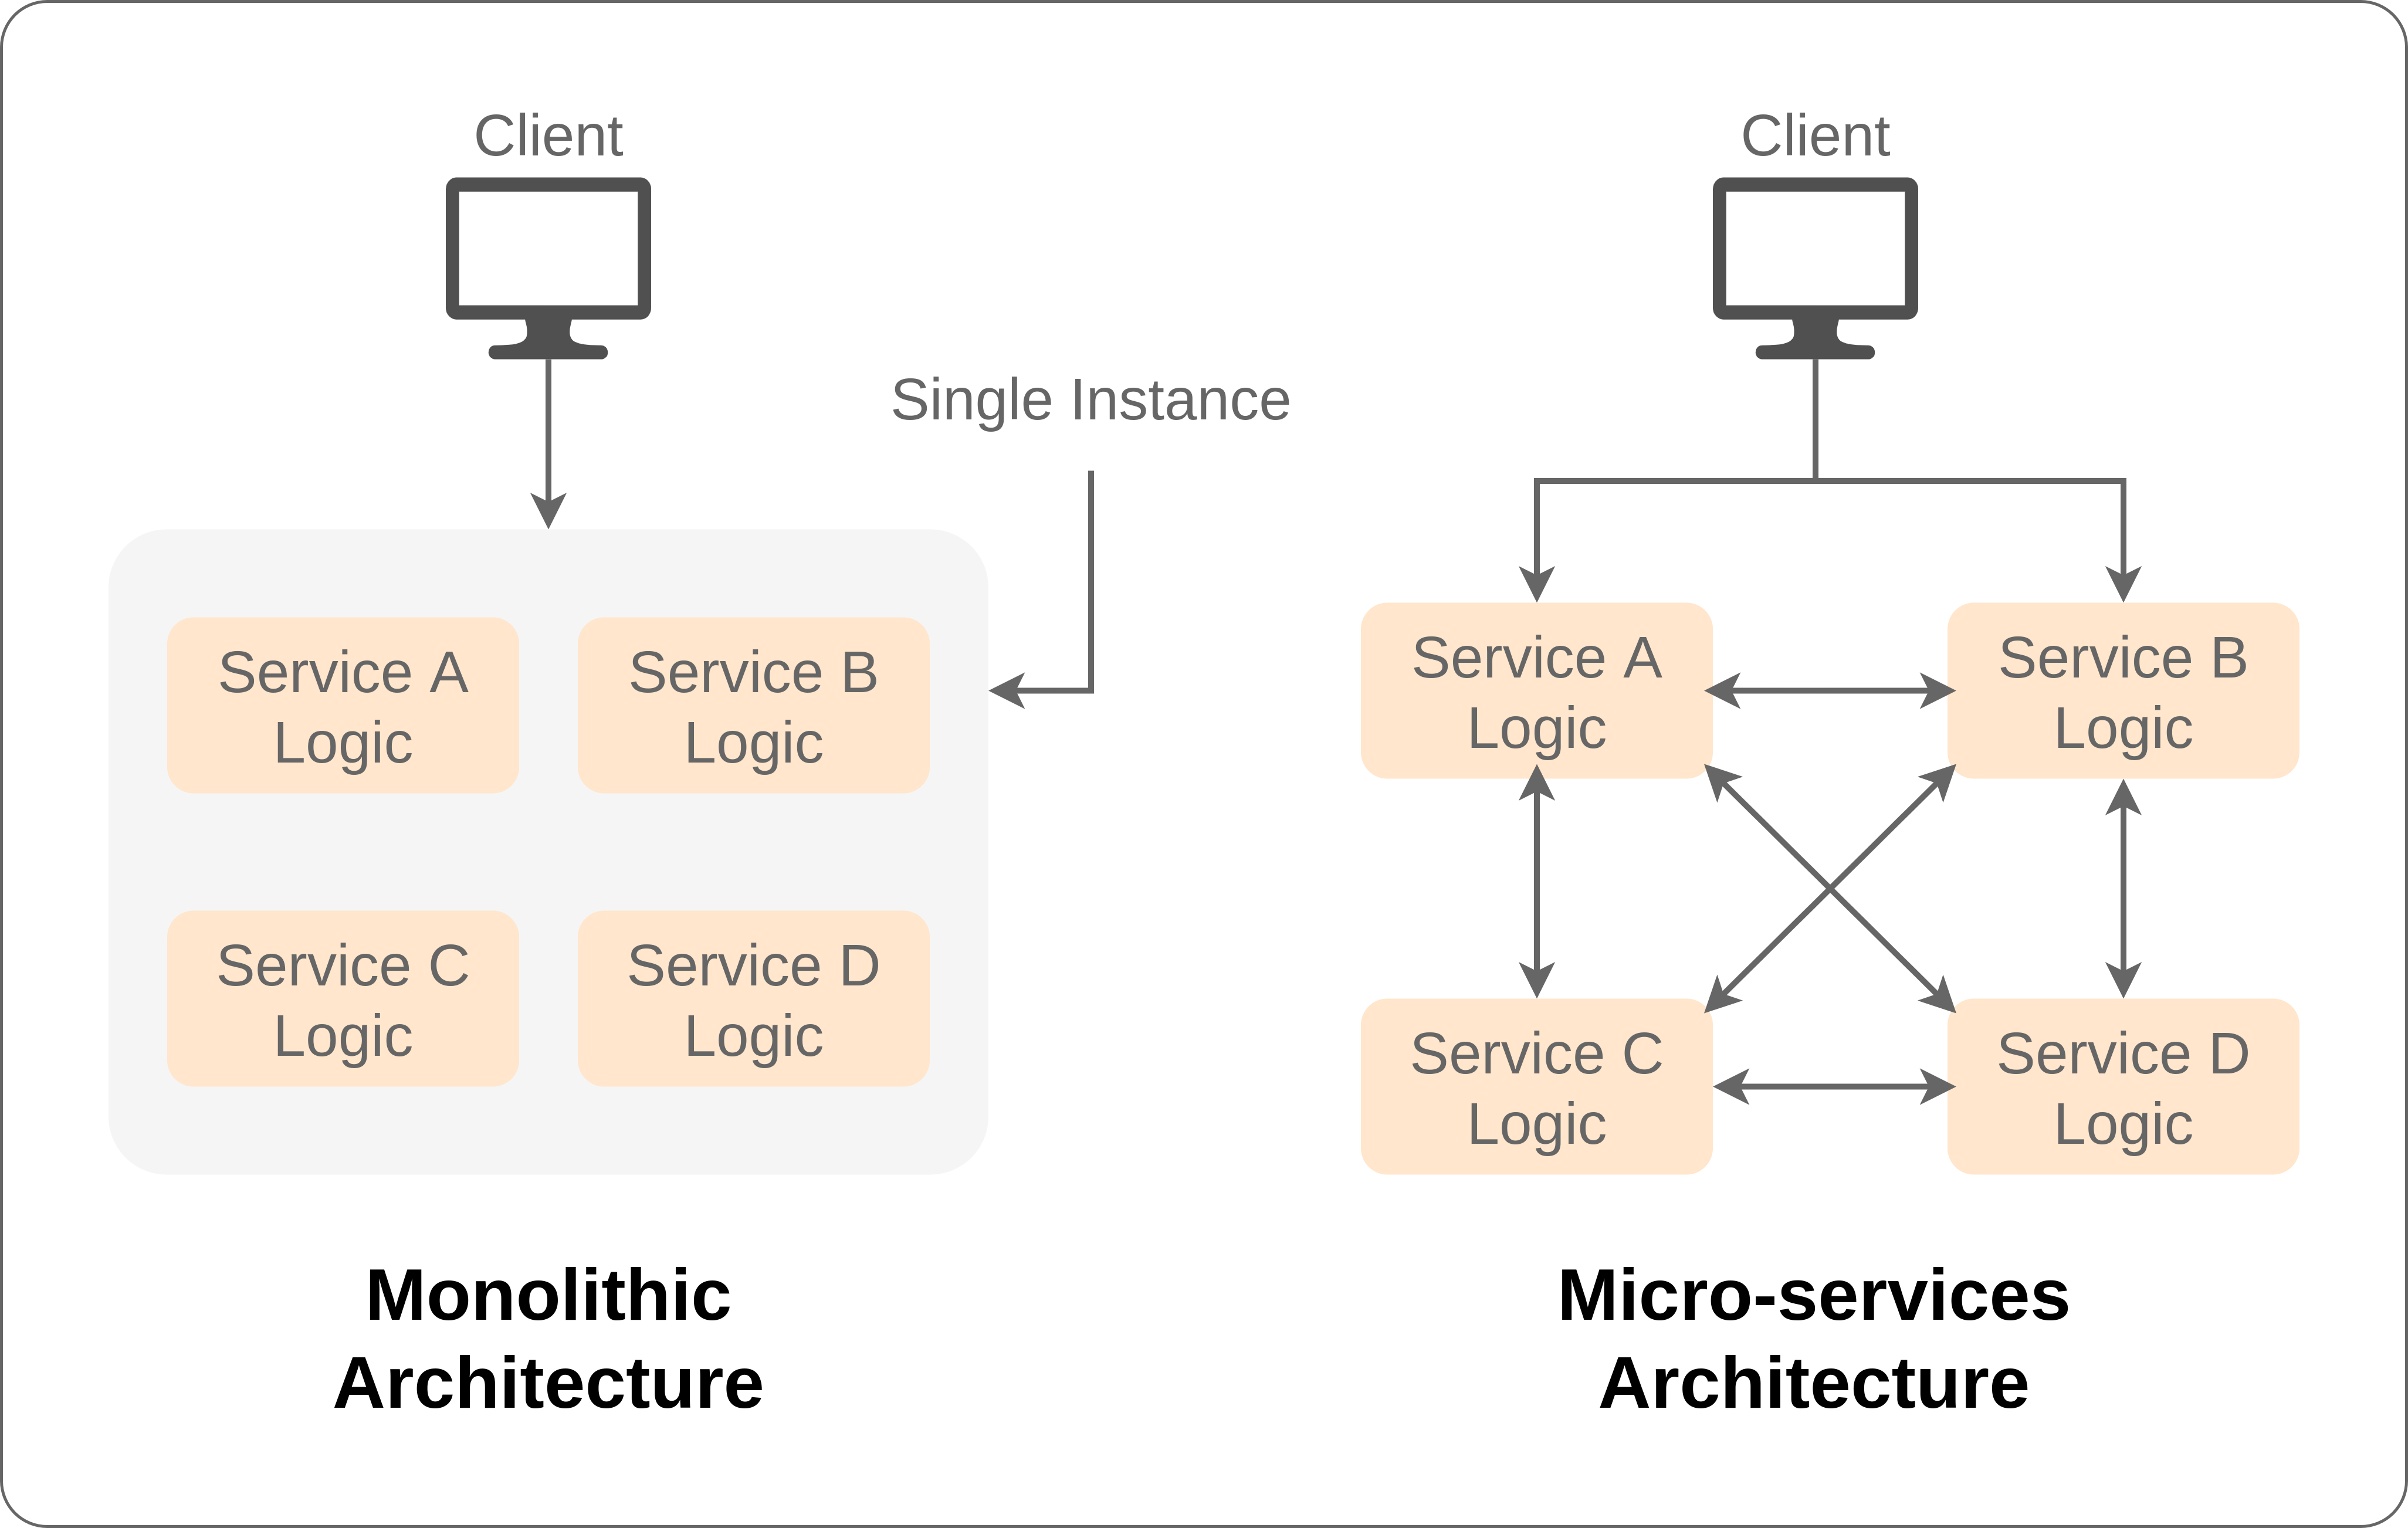 Client
Single Instance
Service A
Logic
Service B
Logic
Service C
Logic
Service D
Logic
Monolithic
Architecture
Client
Service A
Logic
Service B
Logic
Service C
Logic
Service D
Logic
Micro-services
Architecture